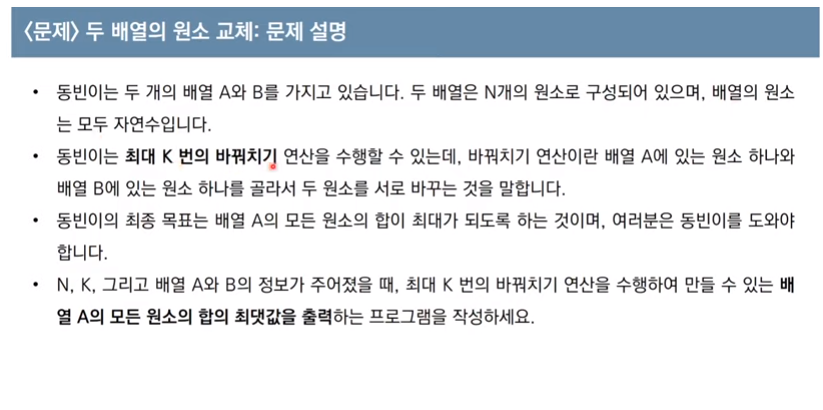 <문제> 두 배열의 원소 교체: 문제 설명
• 동빈이는 두 개의 배열 A와 B를 가지고 있습니다. 두 배열은 N개의 원소로 구성되어 있으며, 배열의 원소
는 모두 자연수입니다.
• 동빈이는 최대 K 번의 바꿔치기 연산을 수행할 수 있는데, 바꿔치기 연산이란 배열 A에 있는 원소 하나와
배열 B에 있는 원소 하나를 골라서 두 원소를 서로 바꾸는 것을 말합니다.
• 동빈이의 최종 목표는 배열 A의 모든 원소의 합이 최대가 되도록 하는 것이며, 여러분은 동빈이를 도와야
합니다.
• N, K, 그리고 배열 A와 B의 정보가 주어졌을 때, 최대 K 번의 바꿔치기 연산을 수행하여 만들 수 있는 배
열 A의 모든 원소의 합의 최댓값을 출력하는 프로그램을 작성하세요.